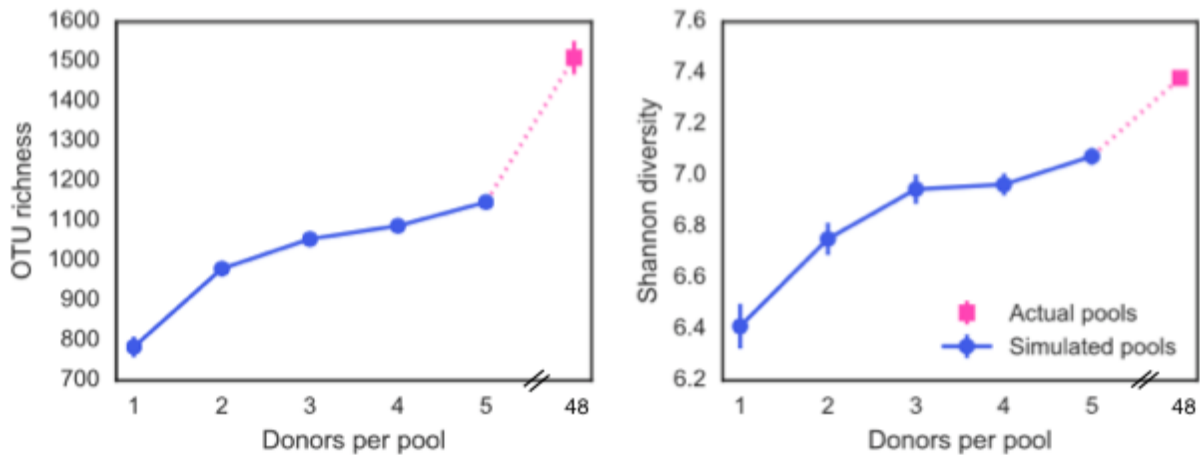 OTU richness
1600
1500
1400
1300
1200
1100
1000
900
800
700
1 2 3 4 5 48
Donors per pool
Shannon diversity
7.6
7.4
7.2
7.0
6.8
6.6
6.4
6.2
Actual pools
Simulated pools
1 2 3 4 5 48
Donors per pool